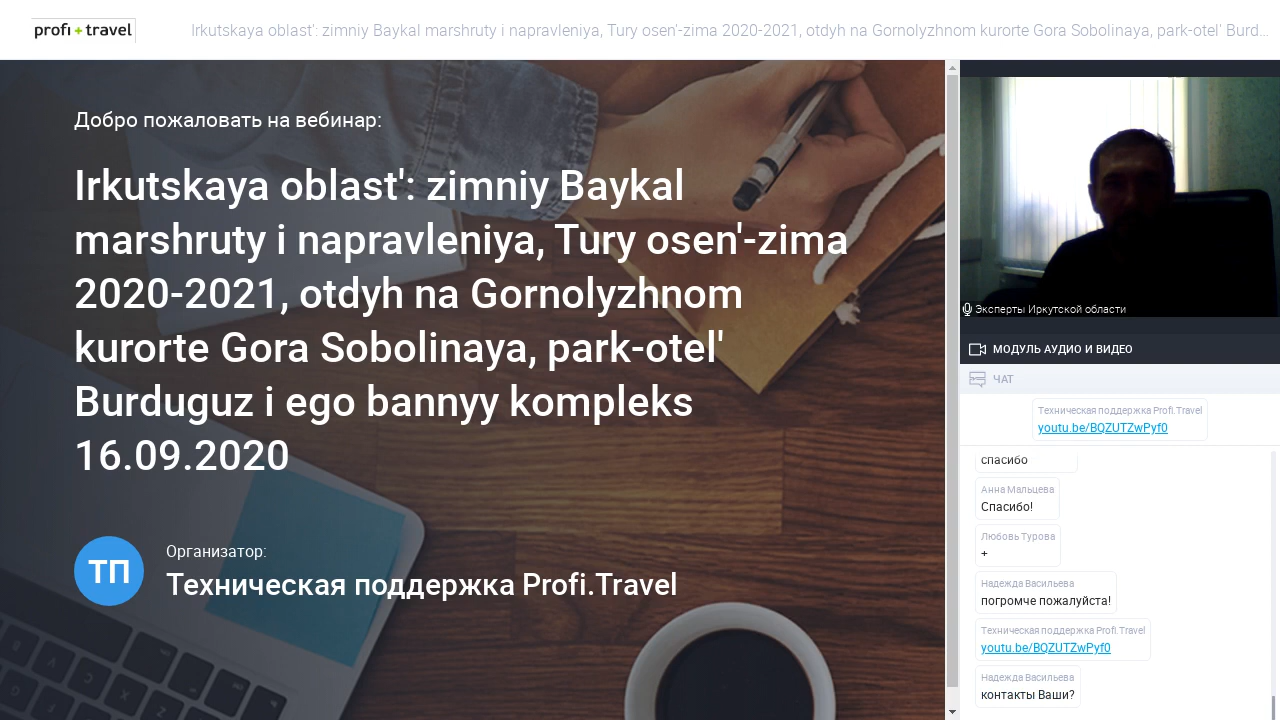 profi + travel
Irkutskaya oblast': zimniy Baykal marshruty i napravleniya, Tury osen'-zima 2020-2021, otdyh na Gornolyzhnom kurorte Gora Sobolinaya, park-otel' Burd...
Добро пожаловать на вебинар:
Irkutskaya oblast': zimniy Baykal
marshruty i napravleniya, Tury osen'-zima
2020-2021, otdyh na Gornolyzhnom
kurorte Gora Sobolinaya, park-otel'
Burduguz i ego bannyy kompleks
16.09.2020
ТП
Организатор:
Техническая поддержка Profi.Travel
Эксперты Иркутской области
МОДУЛЬ АУДИО И ВИДЕО
ЧАТ
Техническая поддержка Profi.Travel
youtu.be/BQZUTZwPyf0
спасибо
Анна Мальцева
Спасибо!
Любовь Турова
+
Надежда Васильева
погромче пожалуйста!
Техническая поддержка Profi.Travel
youtu.be/BQZUTZwPyf0
Надежда Васильева
контакты Ваши?